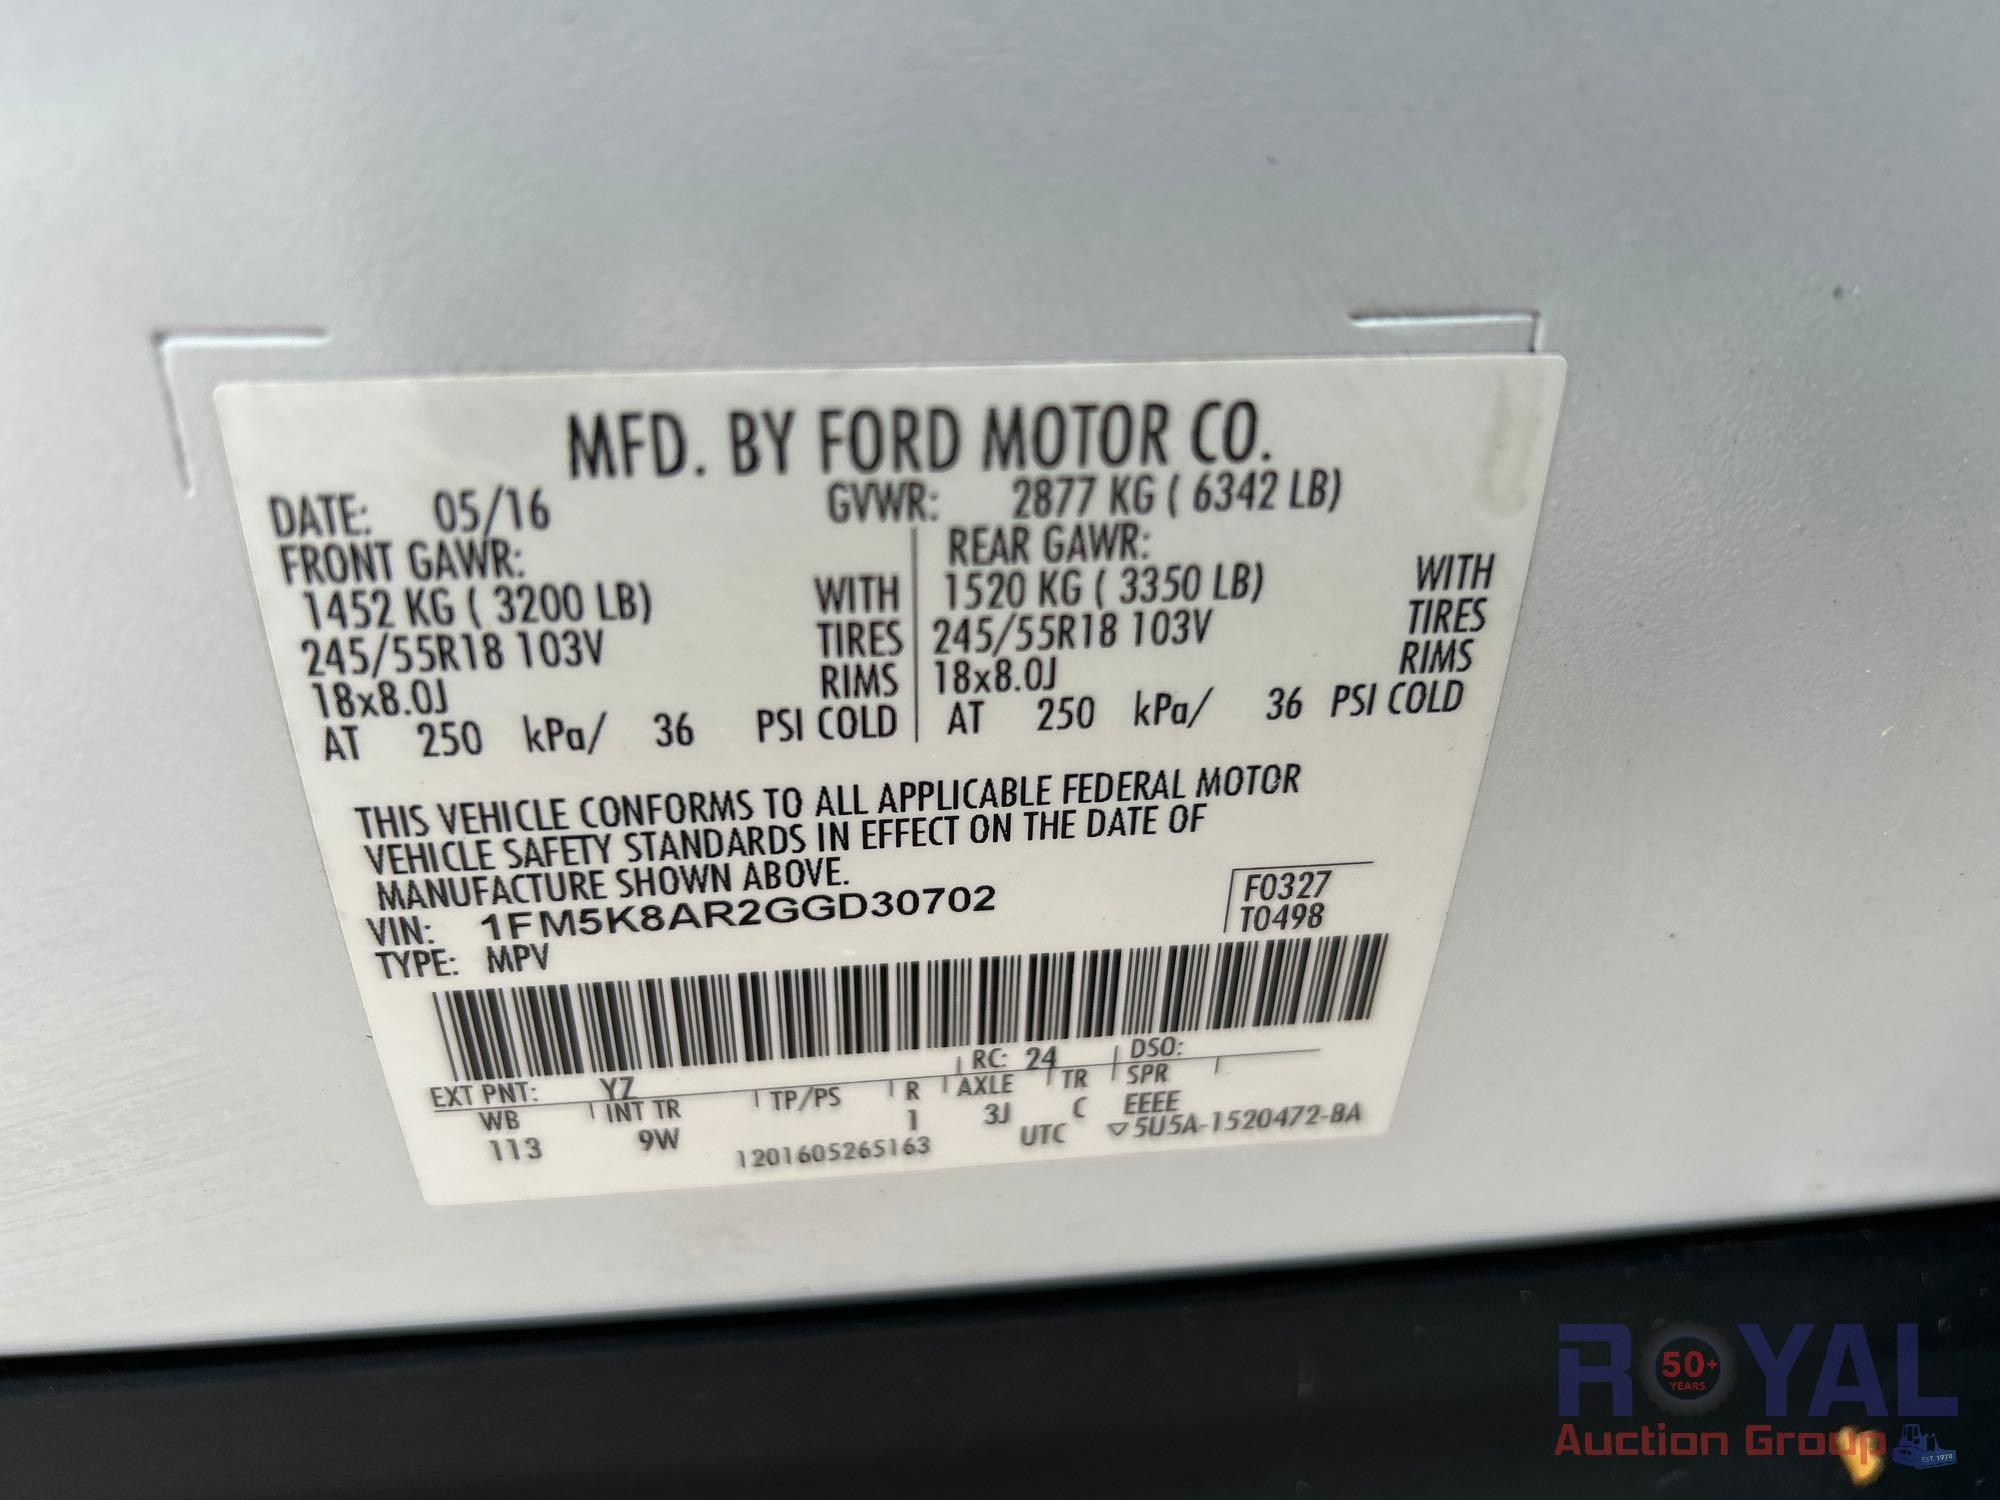 MFD. BY FORD MOTOR CO.
DATE: 05/16 GVWR: 2877 KG ( 6342 LB)
FRONT GAWR: REAR GAWR:
1452 KG ( 3200 LB) WITH 1520 KG ( 3350 LB) WITH
245/55R18 103V TIRES 245/55R18 103V TIRES
18x8.0J RIMS 18x8.0J RIMS
AT 250 kPa/ 36 PSI COLD AT 250 kPa/ 36 PSI COLD
THIS VEHICLE CONFORMS TO ALL APPLICABLE FEDERAL MOTOR
VEHICLE SAFETY STANDARDS IN EFFECT ON THE DATE OF
MANUFACTURE SHOWN ABOVE.
VIN: 1FM5K8AR2GGD30702 F0327
TYPE: MPV T0498
EXT PNT: YZ RC: 24 DSO:
WB INT TR TP/PS R AXLE TR SPR
113 9W 1 3J C EEEE
1201605265163 UTC ▽5U5A-1520472-BA
ROYAL
50+
YEARS
Auction Group
EST. 1970